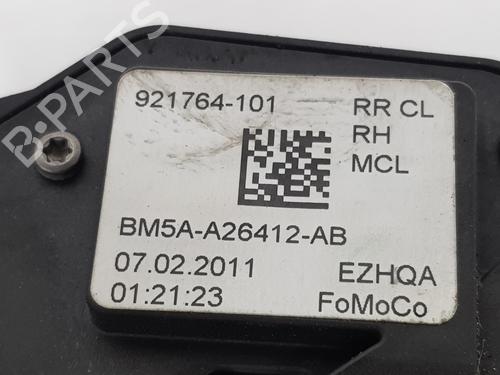 921764-101 RR CL
RH
MCL
BM5A-A26412-AB
07.02.2011 EZHQA
01:21:23 FoMoCo
B-PARTS